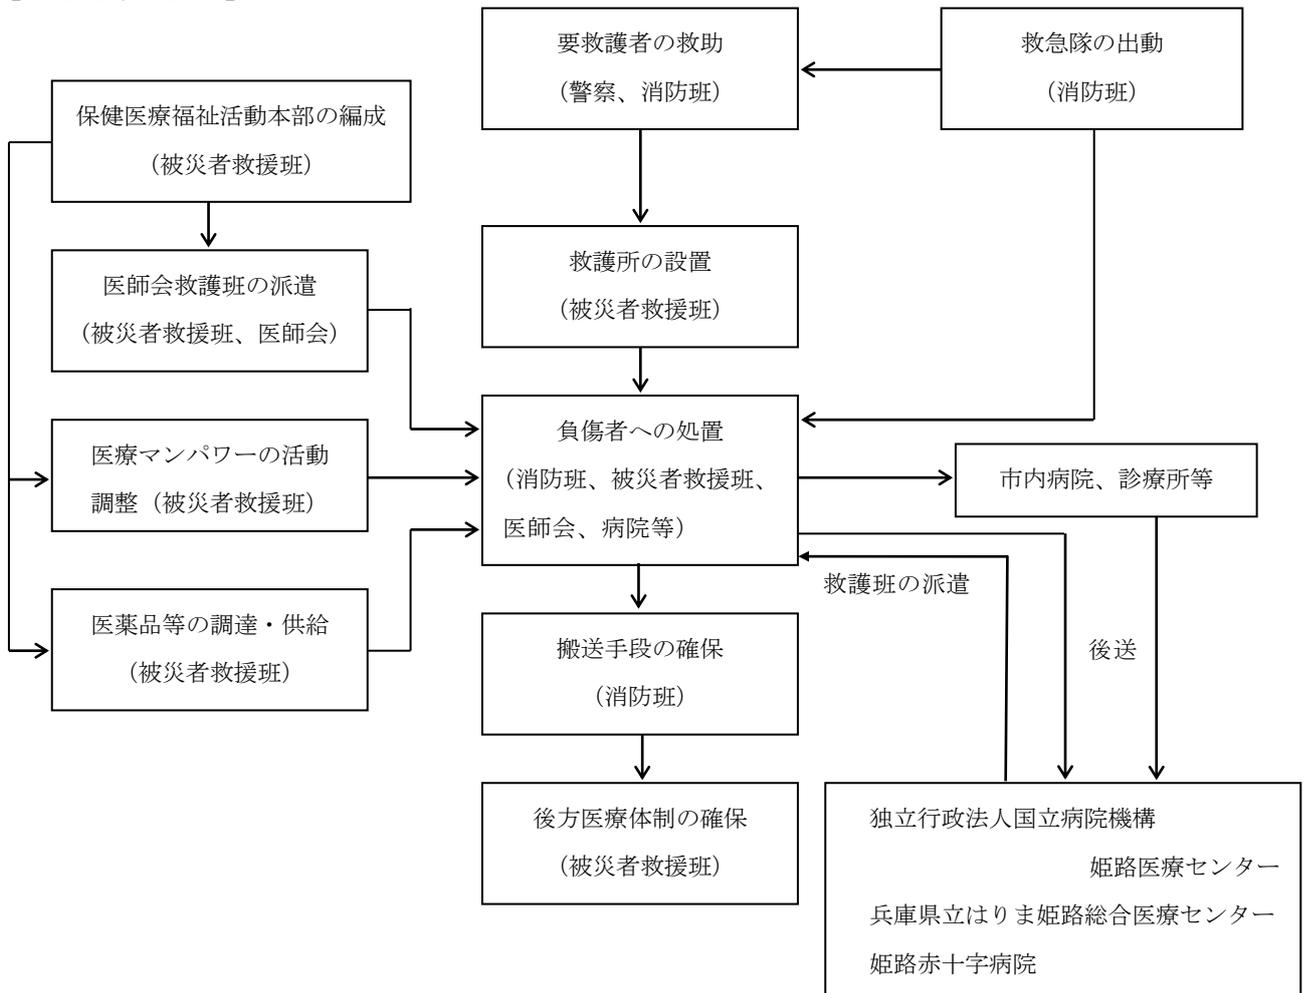 要救護者の救助
（警察、消防班）
救急隊の出動
（消防班）
保健医療福祉活動本部の編成
（被災者救援班）
医師会救護班の派遣
（被災者救援班、医師会）
救護所の設置
（被災者救援班）
医療マンパワーの活動
調整（被災者救援班）
負傷者への処置
（消防班、被災者救援班、
医師会、病院等）
市内病院、診療所等
救護班の派遣
医薬品等の調達・供給
（被災者救援班）
搬送手段の確保
（消防班）
後送
後方医療体制の確保
（被災者救援班）
独立行政法人国立病院機構
姫路医療センター
兵庫県立はりま姫路総合医療センター
姫路赤十字病院